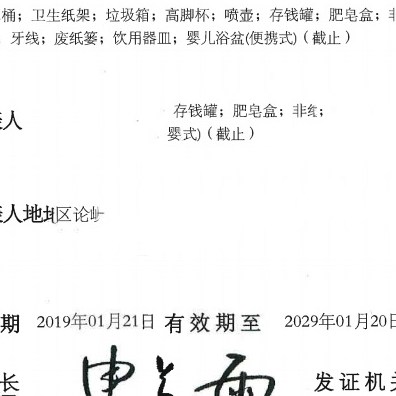 桶；卫生纸架；垃圾箱；高脚杯；喷壶；存钱罐；肥皂盒；
牙线；废纸篓；饮用器皿；婴儿浴盆(便携式)(截止)
存钱罐；肥皂盒；非
人
婴式)(截止)
人地址区论
期 2019年01月21日 有效期至 2029年01月20日
长 发证机关